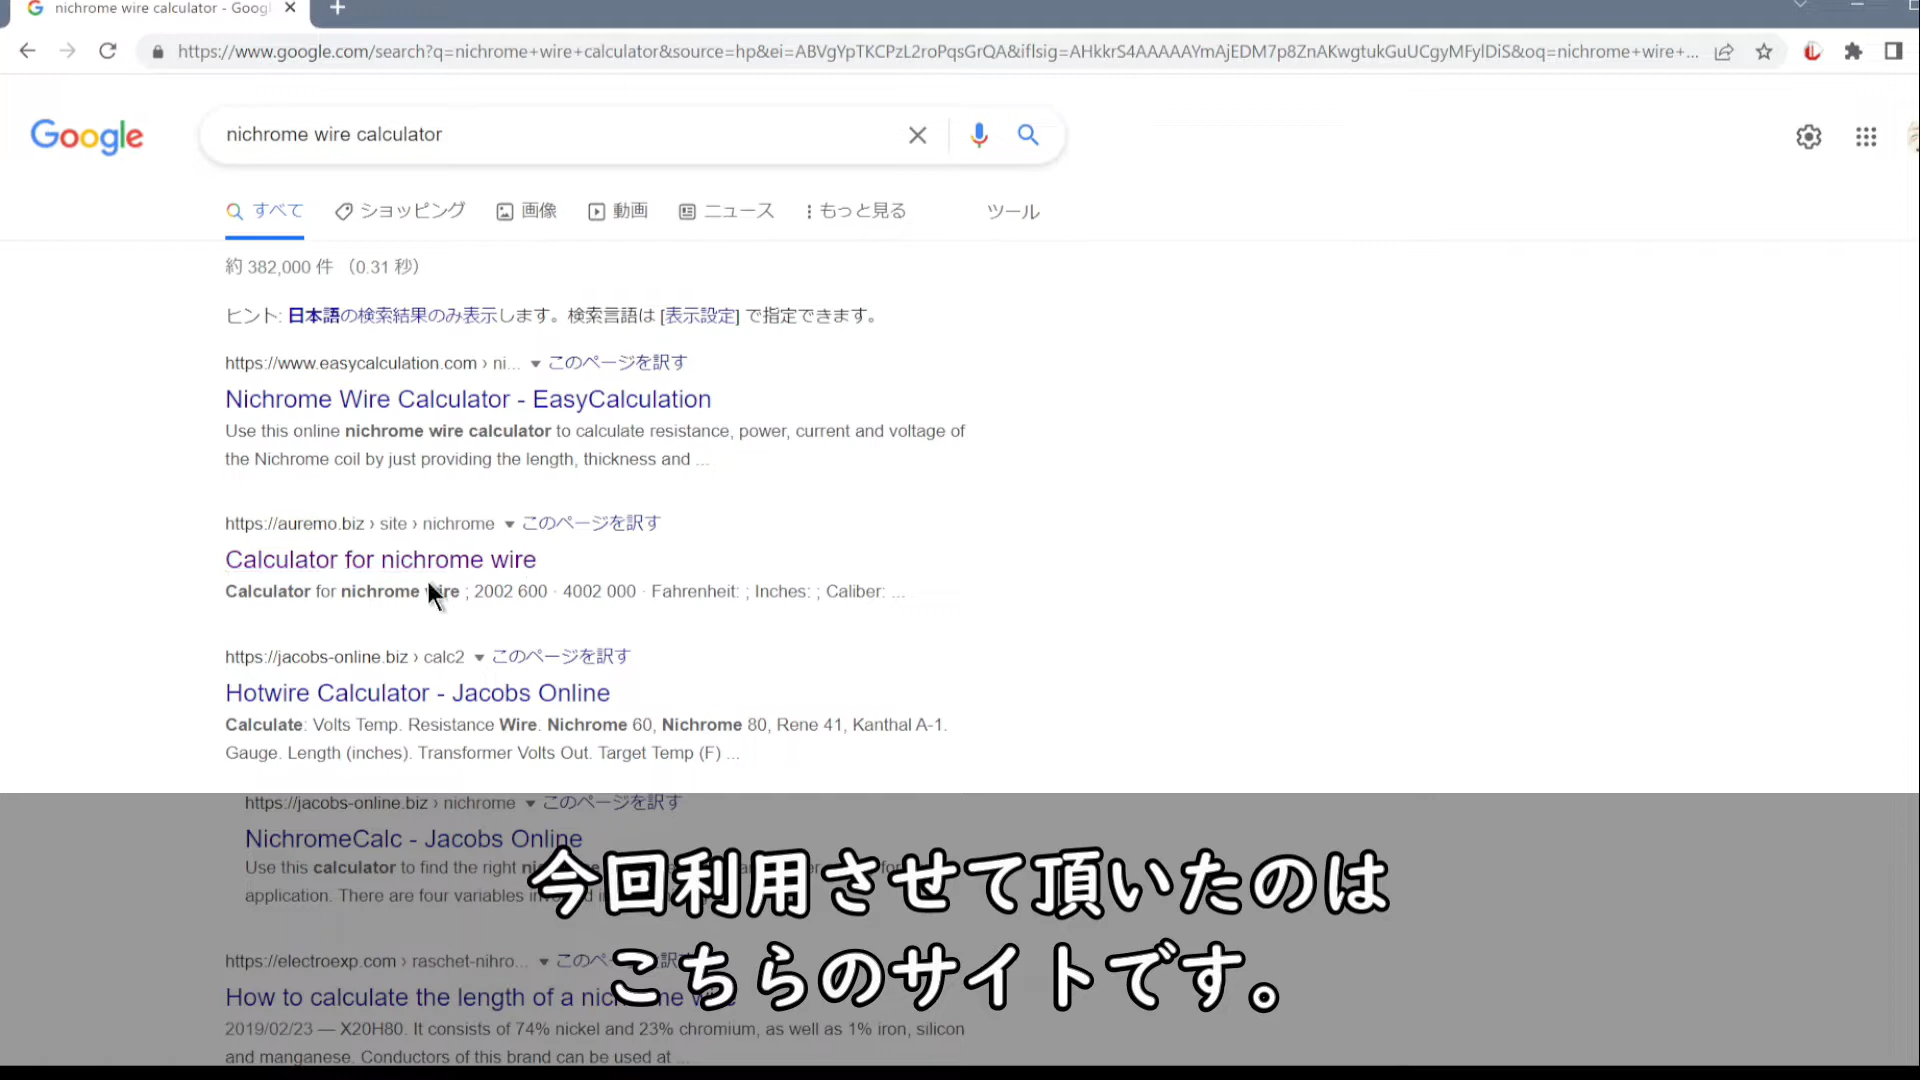 nichrome wire calculator - Googl
https://www.google.com/search?q=nichrome+wire+calculator&source=hp&ei=ABVgYpTKCPzL2roPqsGrQA&iflsig=AHkkrS4AAAAAYmAjEDM7p8ZnAKwgtukGuUCgyMFylDiS&oq=nichrome+wire+...
Google
nichrome wire calculator
すべて ショッピング 画像 動画 ニュース もっと見る ツール
約 382,000 件 （0.31 秒）
ヒント: 日本語の検索結果のみ表示します。検索言語は [表示設定] で指定できます。
https://www.easycalculation.com › ni... このページを訳す
Nichrome Wire Calculator - EasyCalculation
Use this online nichrome wire calculator to calculate resistance, power, current and voltage of
the Nichrome coil by just providing the length, thickness and ...
https://auremo.biz › site › nichrome このページを訳す
Calculator for nichrome wire
Calculator for nichrome wire ; 2002 600 · 4002 000 · Fahrenheit: ; Inches: ; Caliber: ...
https://jacobs-online.biz › calc2 このページを訳す
Hotwire Calculator - Jacobs Online
Calculate: Volts Temp. Resistance Wire. Nichrome 60, Nichrome 80, Rene 41, Kanthal A-1.
Gauge. Length (inches). Transformer Volts Out. Target Temp (F) ...
https://jacobs-online.biz › nichrome このページを訳す
NichromeCalc - Jacobs Online
Use this calculator to find the right
application. There are four variables
今回利用させて頂いたのは
https://electroexp.com › raschet-nihro...
こちらのサイトです。
How to calculate the length of a
2019/02/23 — X20H80. It consists of 74% nickel and 23% chromium, as well as 1% iron, silicon
and manganese. Conductors of this brand can be used at ...